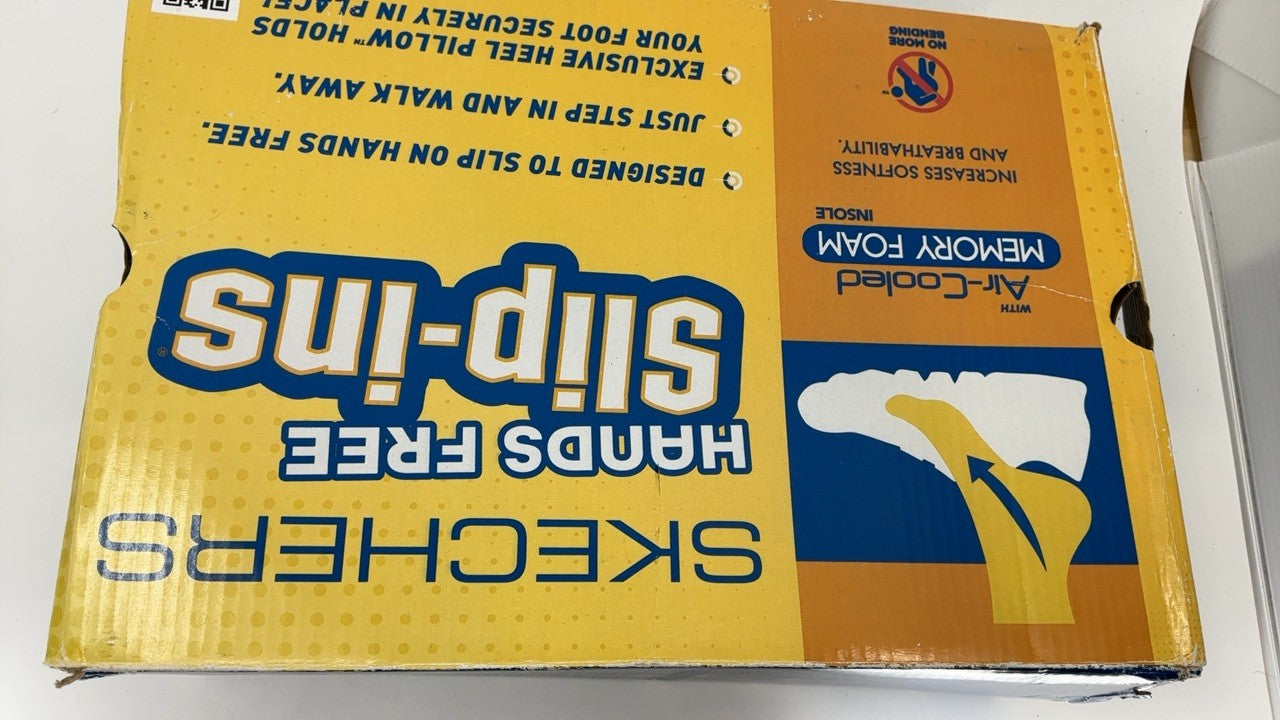 SKECHERS
HANDS FREE
Slip-ins®
DESIGNED TO SLIP ON HANDS FREE.
JUST STEP IN AND WALK AWAY.
EXCLUSIVE HEEL PILLOW™ HOLDS
YOUR FOOT SECURELY IN PLACE!
WITH
Air-Cooled
MEMORY FOAM
INSOLE
INCREASES SOFTNESS
AND BREATHABILITY.
™
NO MORE
BENDING